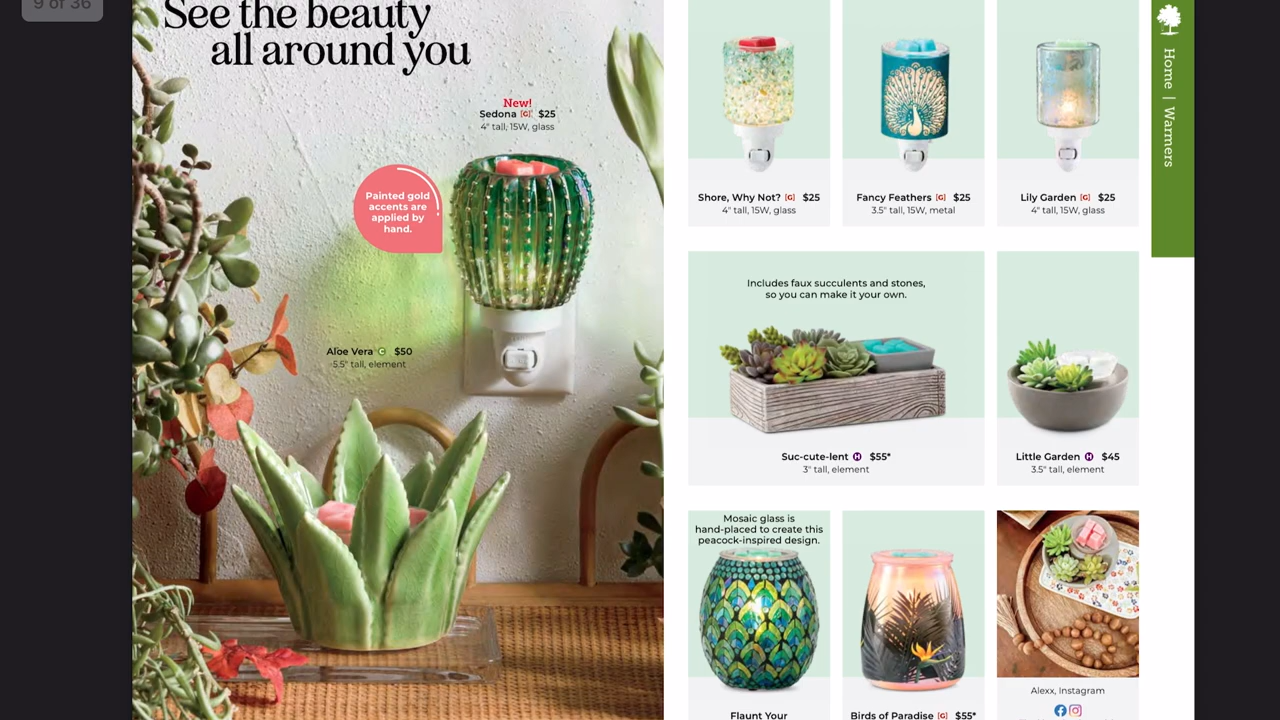 9 of 36
See the beauty
all around you
New!
Sedona [G] $25
4" tall, 15W, glass
Painted gold
accents are
applied by
hand.
Aloe Vera C $50
5.5" tall, element
Shore, Why Not? [G] $25
4" tall, 15W, glass
Fancy Feathers [G] $25
3.5" tall, 15W, metal
Lily Garden [G] $25
4" tall, 15W, glass
Home | Warmers
Includes faux succulents and stones,
so you can make it your own.
Suc-cute-lent H $55*
3" tall, element
Little Garden H $45
3.5" tall, element
Mosaic glass is
hand-placed to create this
peacock-inspired design.
Flaunt Your
Birds of Paradise [G] $55*
Alexx, Instagram